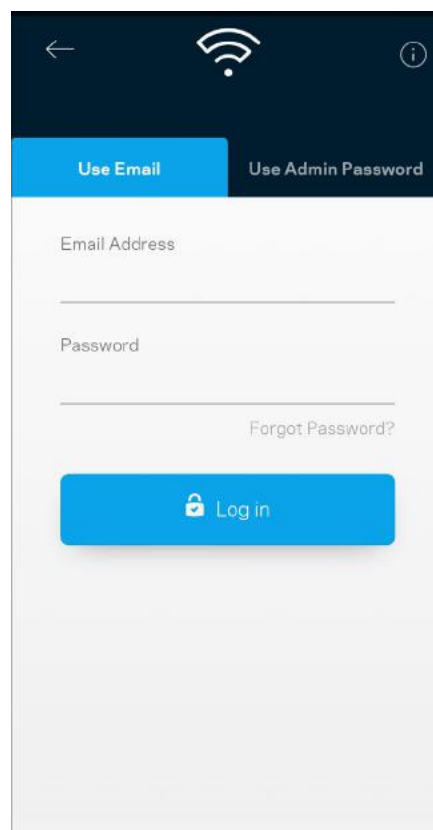 Use Email
Use Admin Password
Email Address
Password
Forgot Password?
Log in